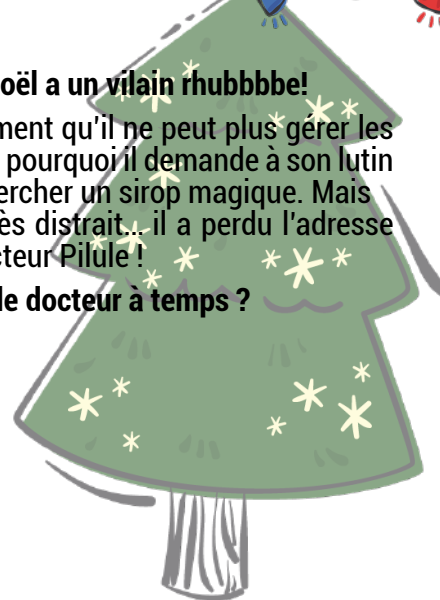 oël a un vilain rhubbbbe!
ment qu'il ne peut plus gérer les
pourquoi il demande à son lutin
ercher un sirop magique. Mais
ès distrait... il a perdu l'adresse
cteur Pilule !
le docteur à temps ?